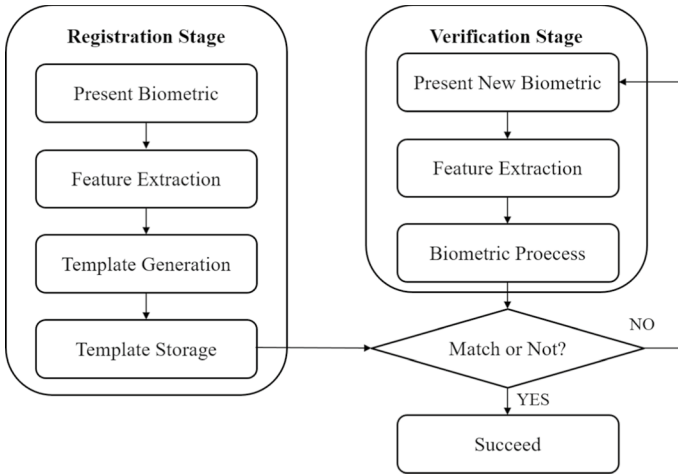 Registration Stage
Present Biometric
Feature Extraction
Template Generation
Template Storage
Verification Stage
Present New Biometric
Feature Extraction
Biometric Proecess
Match or Not?
NO
YES
Succeed